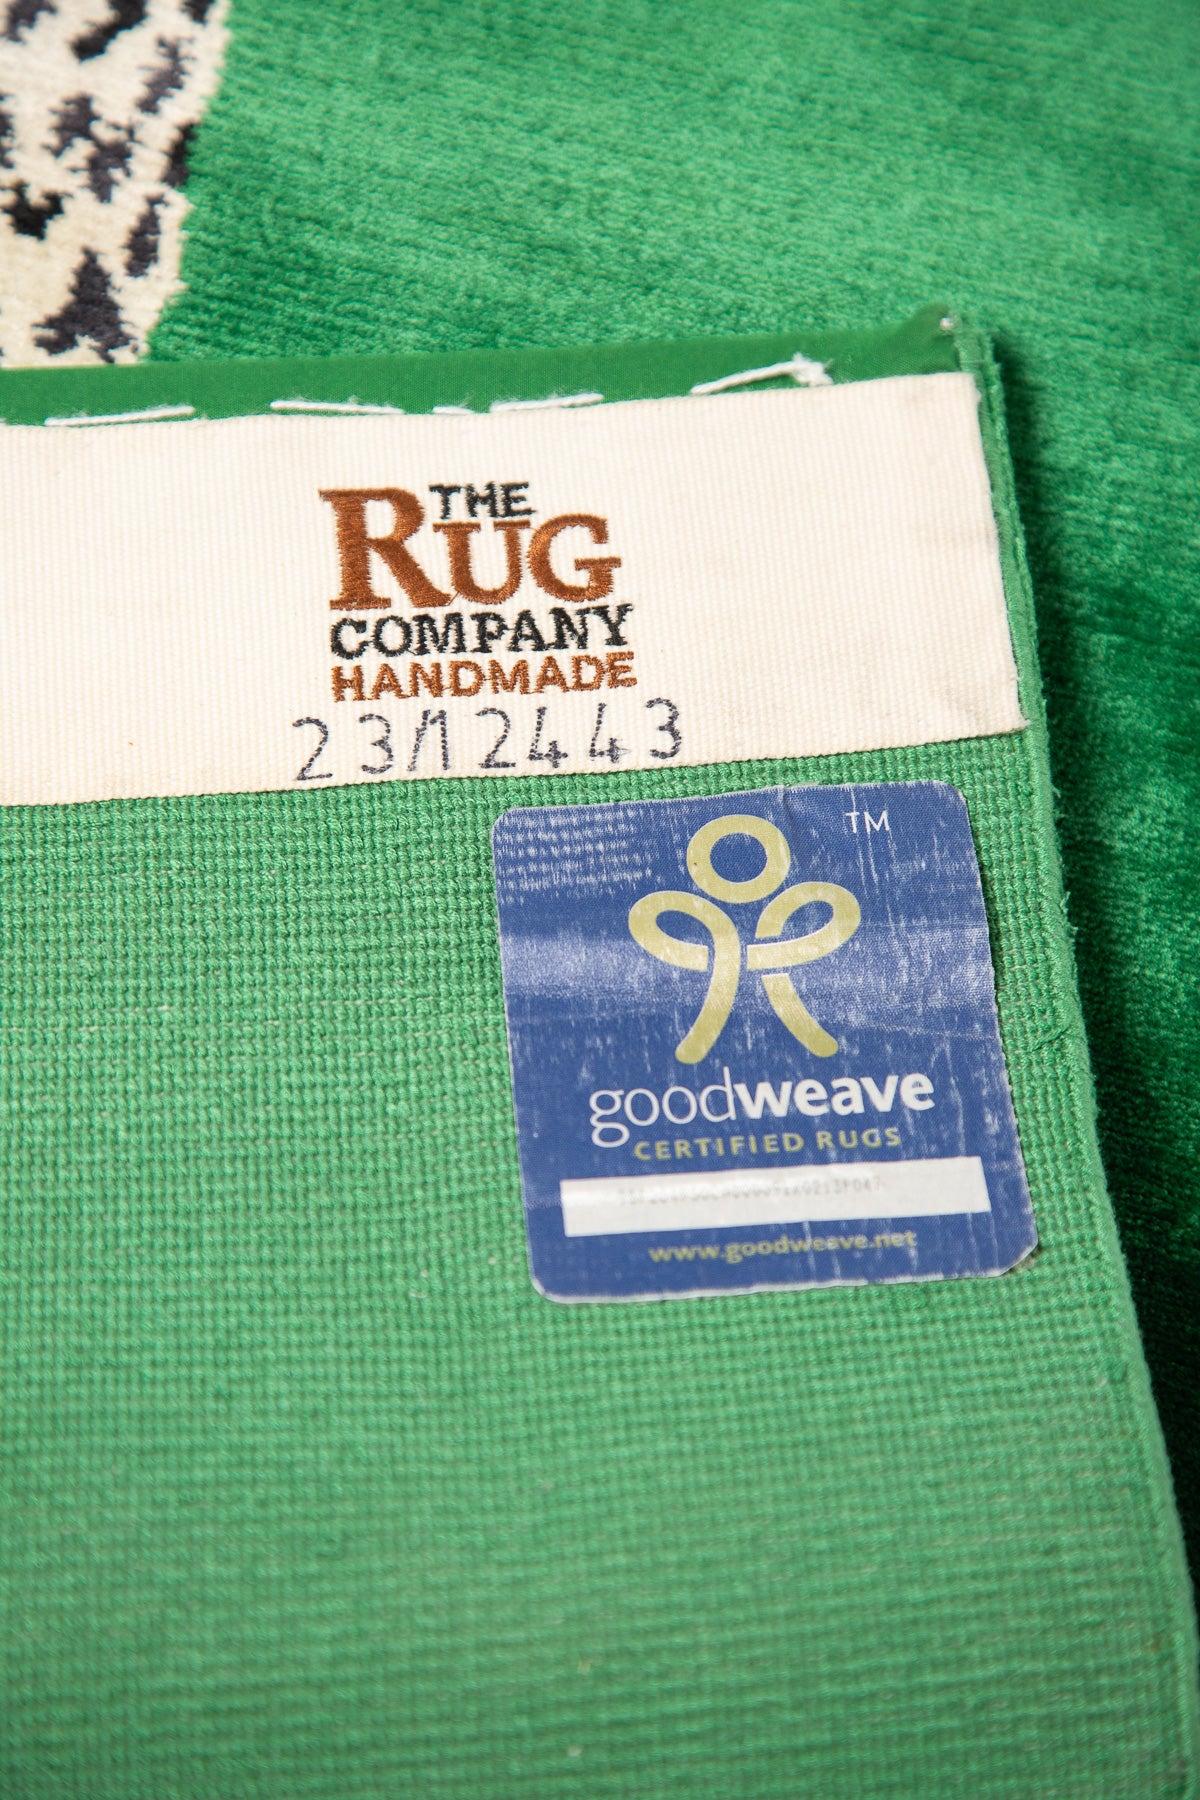 THE
RUG
COMPANY
HANDMADE
23/12443
TM
goodweave
CERTIFIED RUGS
www.goodweave.net